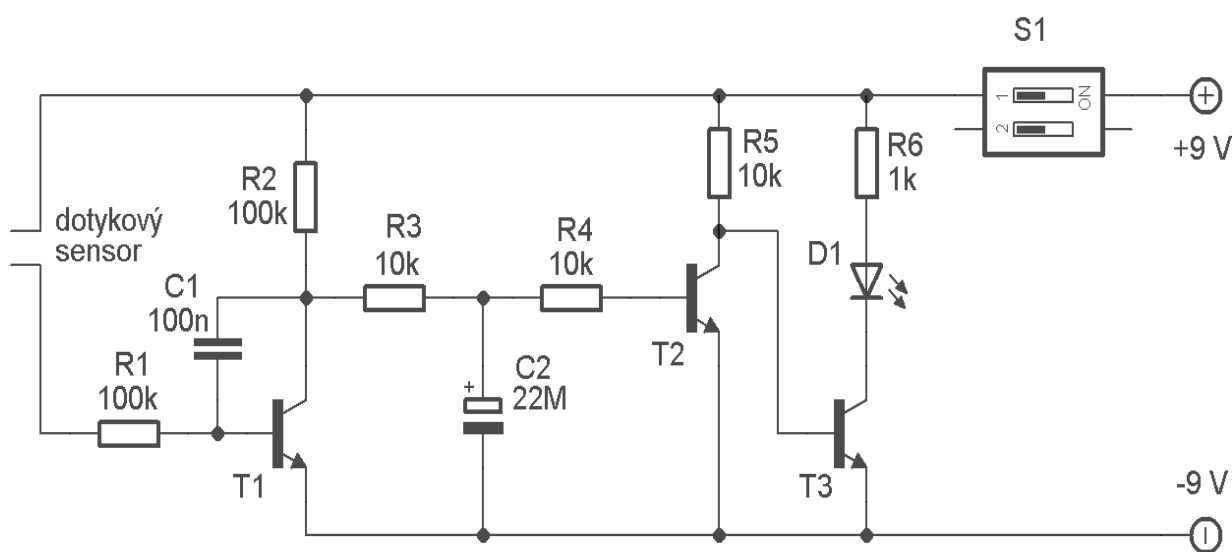 S1
1
ON
2
+
+9 V
R5
10k
R6
1k
R2
100k
dotykový
sensor
R3
10k
R4
10k
D1
C1
100n
T2
R1
100k
+
C2
22M
T1
T3
-9 V